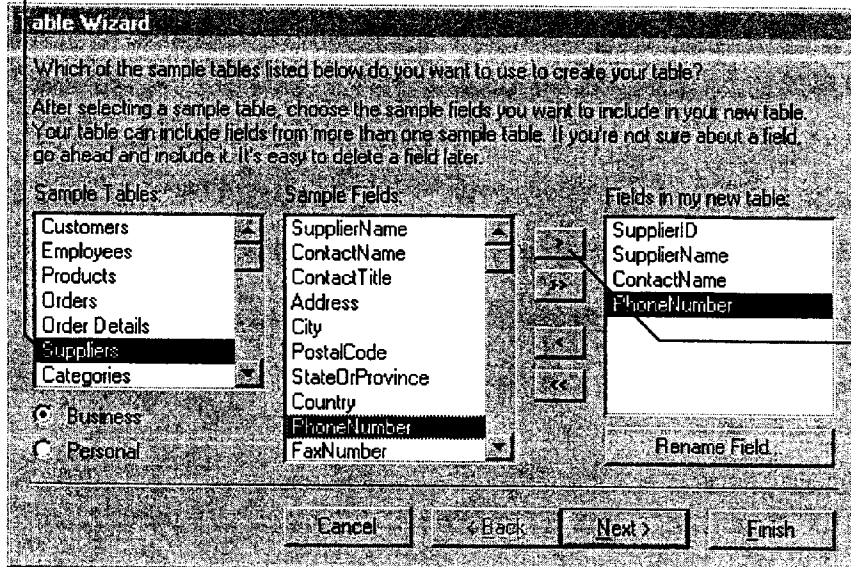 Table Wizard
Which of the sample tables listed below do you want to use to create your table?
After selecting a sample table, choose the sample fields you want to include in your new table.
Your table can include fields from more than one sample table. If you're not sure about a field,
go ahead and include it. It's easy to delete a field later.
Sample Tables:
Customers
Employees
Products
Orders
Order Details
Suppliers
Categories
Business
Personal
Sample Fields:
SupplierName
ContactName
ContactTitle
Address
City
PostalCode
StateOrProvince
Country
PhoneNumber
FaxNumber
>
>>
<
<<
Fields in my new table:
SupplierID
SupplierName
ContactName
PhoneNumber
Rename Field...
Cancel
< Back
Next >
Finish